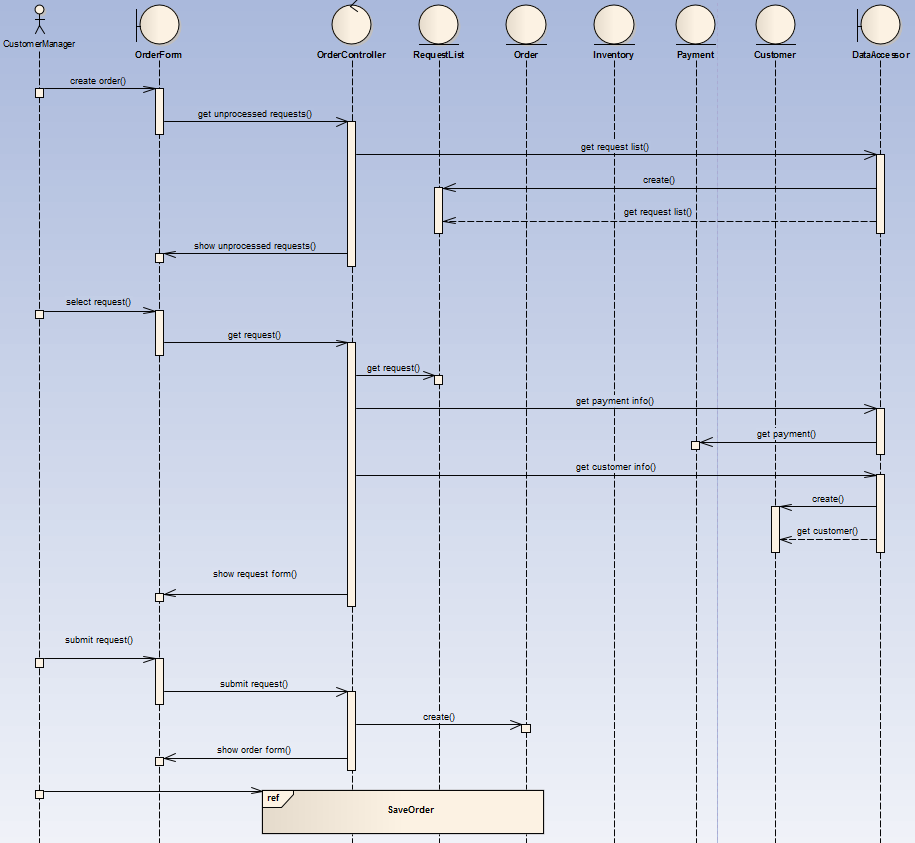 CustomerManager
OrderForm
OrderController
RequestList
Order
Inventory
Payment
Customer
DataAccessor
create order()
get unprocessed requests()
get request list()
create()
get request list()
show unprocessed requests()
select request()
get request()
get request()
get payment info()
get payment()
get customer info()
create()
get customer()
show request form()
submit request()
submit request()
create()
show order form()
ref
SaveOrder